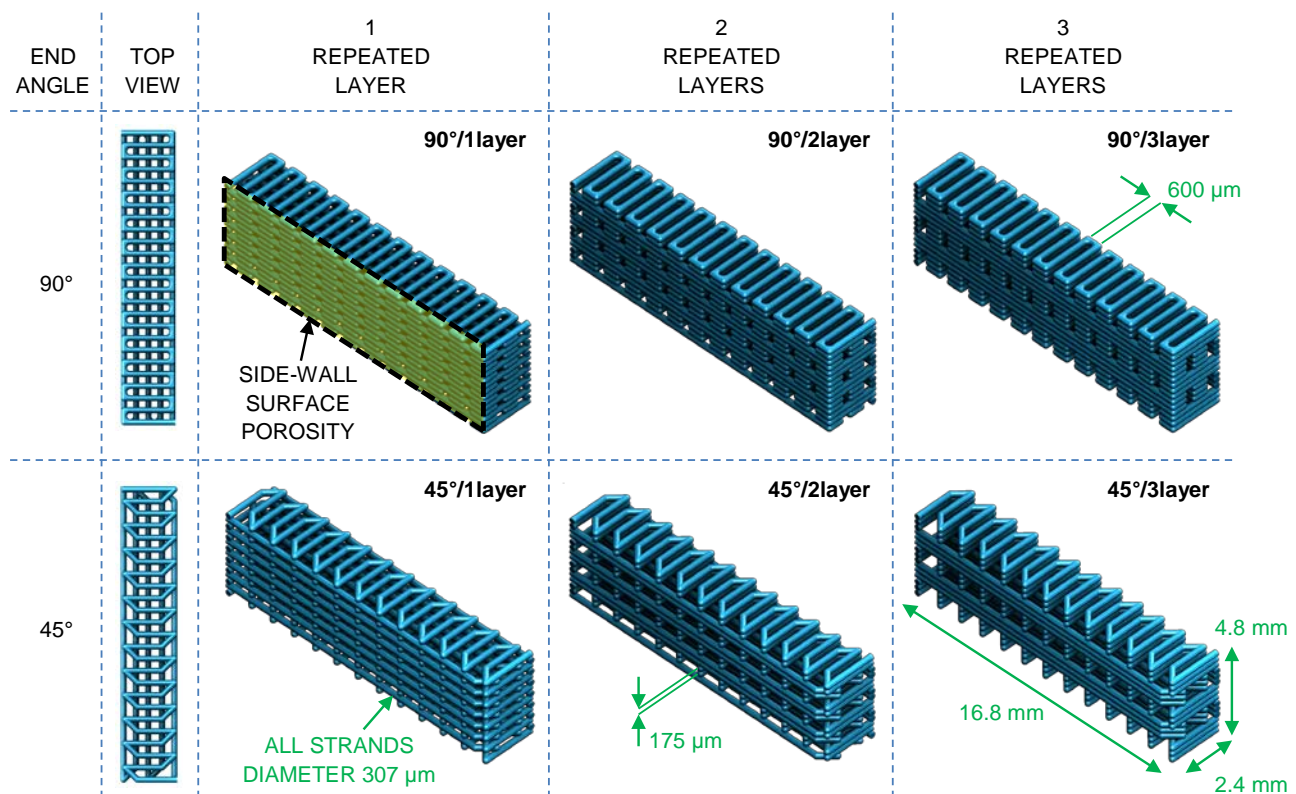 END
ANGLE
TOP
VIEW
1
REPEATED
LAYER
2
REPEATED
LAYERS
3
REPEATED
LAYERS
90°
90°/1layer
SIDE-WALL
SURFACE
POROSITY
90°/2layer
90°/3layer
600 µm
45°
45°/1layer
ALL STRANDS
DIAMETER 307 µm
45°/2layer
175 µm
45°/3layer
4.8 mm
16.8 mm
2.4 mm